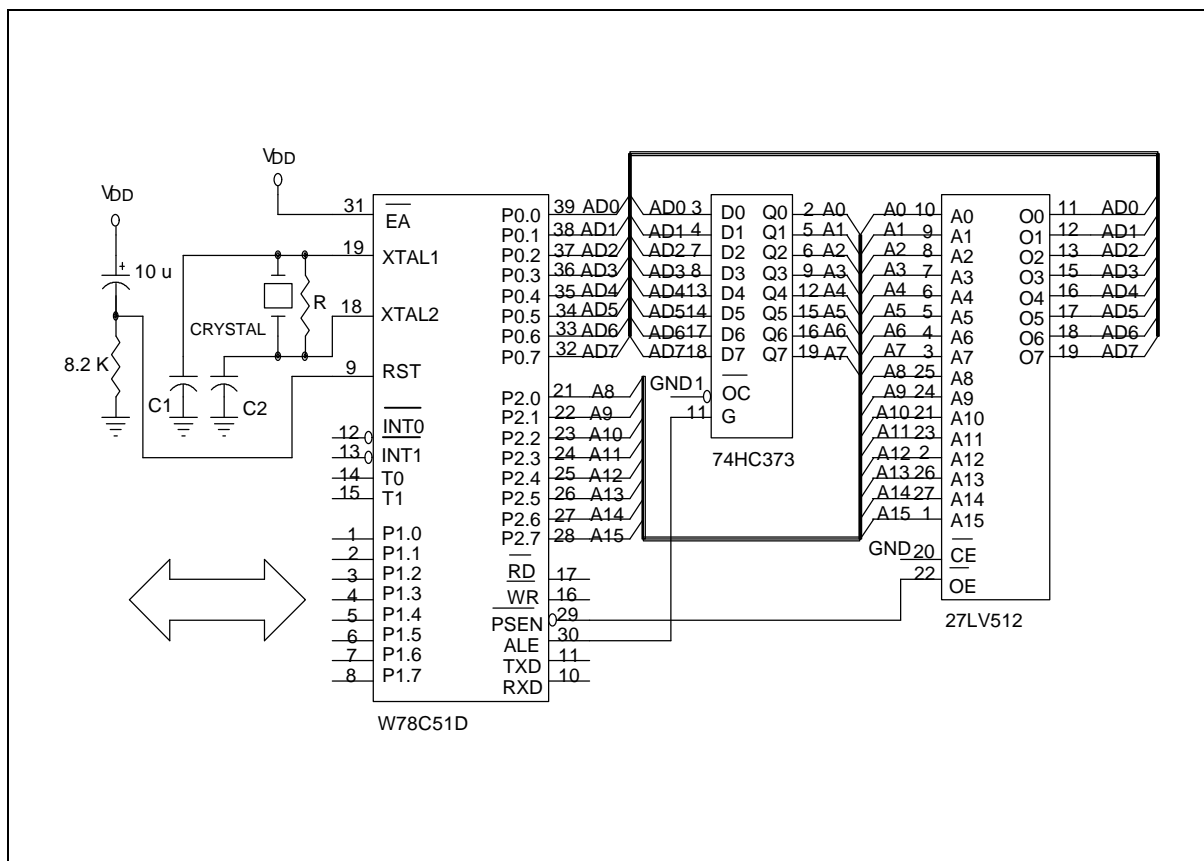 VDD
VDD
10 u
8.2 K
C1
C2
CRYSTAL
R
31 EA
19 XTAL1
18 XTAL2
9 RST
12 INT0
13 INT1
14 T0
15 T1
1 P1.0
2 P1.1
3 P1.2
4 P1.3
5 P1.4
6 P1.5
7 P1.6
8 P1.7
P0.0 39 AD0
P0.1 38 AD1
P0.2 37 AD2
P0.3 36 AD3
P0.4 35 AD4
P0.5 34 AD5
P0.6 33 AD6
P0.7 32 AD7
P2.0 21 A8
P2.1 22 A9
P2.2 23 A10
P2.3 24 A11
P2.4 25 A12
P2.5 26 A13
P2.6 27 A14
P2.7 28 A15
RD 17
WR 16
PSEN 29
ALE 30
TXD 11
RXD 10
W78C51D
AD0 3 D0 Q0 2 A0
AD1 4 D1 Q1 5 A1
AD2 7 D2 Q2 6 A2
AD3 8 D3 Q3 9 A3
AD4 13 D4 Q4 12 A4
AD5 14 D5 Q5 15 A5
AD6 17 D6 Q6 16 A6
AD7 18 D7 Q7 19 A7
GND 1 OC
11 G
74HC373
A0 10 A0 O0 11 AD0
A1 9 A1 O1 12 AD1
A2 8 A2 O2 13 AD2
A3 7 A3 O3 15 AD3
A4 6 A4 O4 16 AD4
A5 5 A5 O5 17 AD5
A6 4 A6 O6 18 AD6
A7 3 A7 O7 19 AD7
A8 25 A8
A9 24 A9
A10 21 A10
A11 23 A11
A12 2 A12
A13 26 A13
A14 27 A14
A15 1 A15
GND 20 CE
22 OE
27LV512